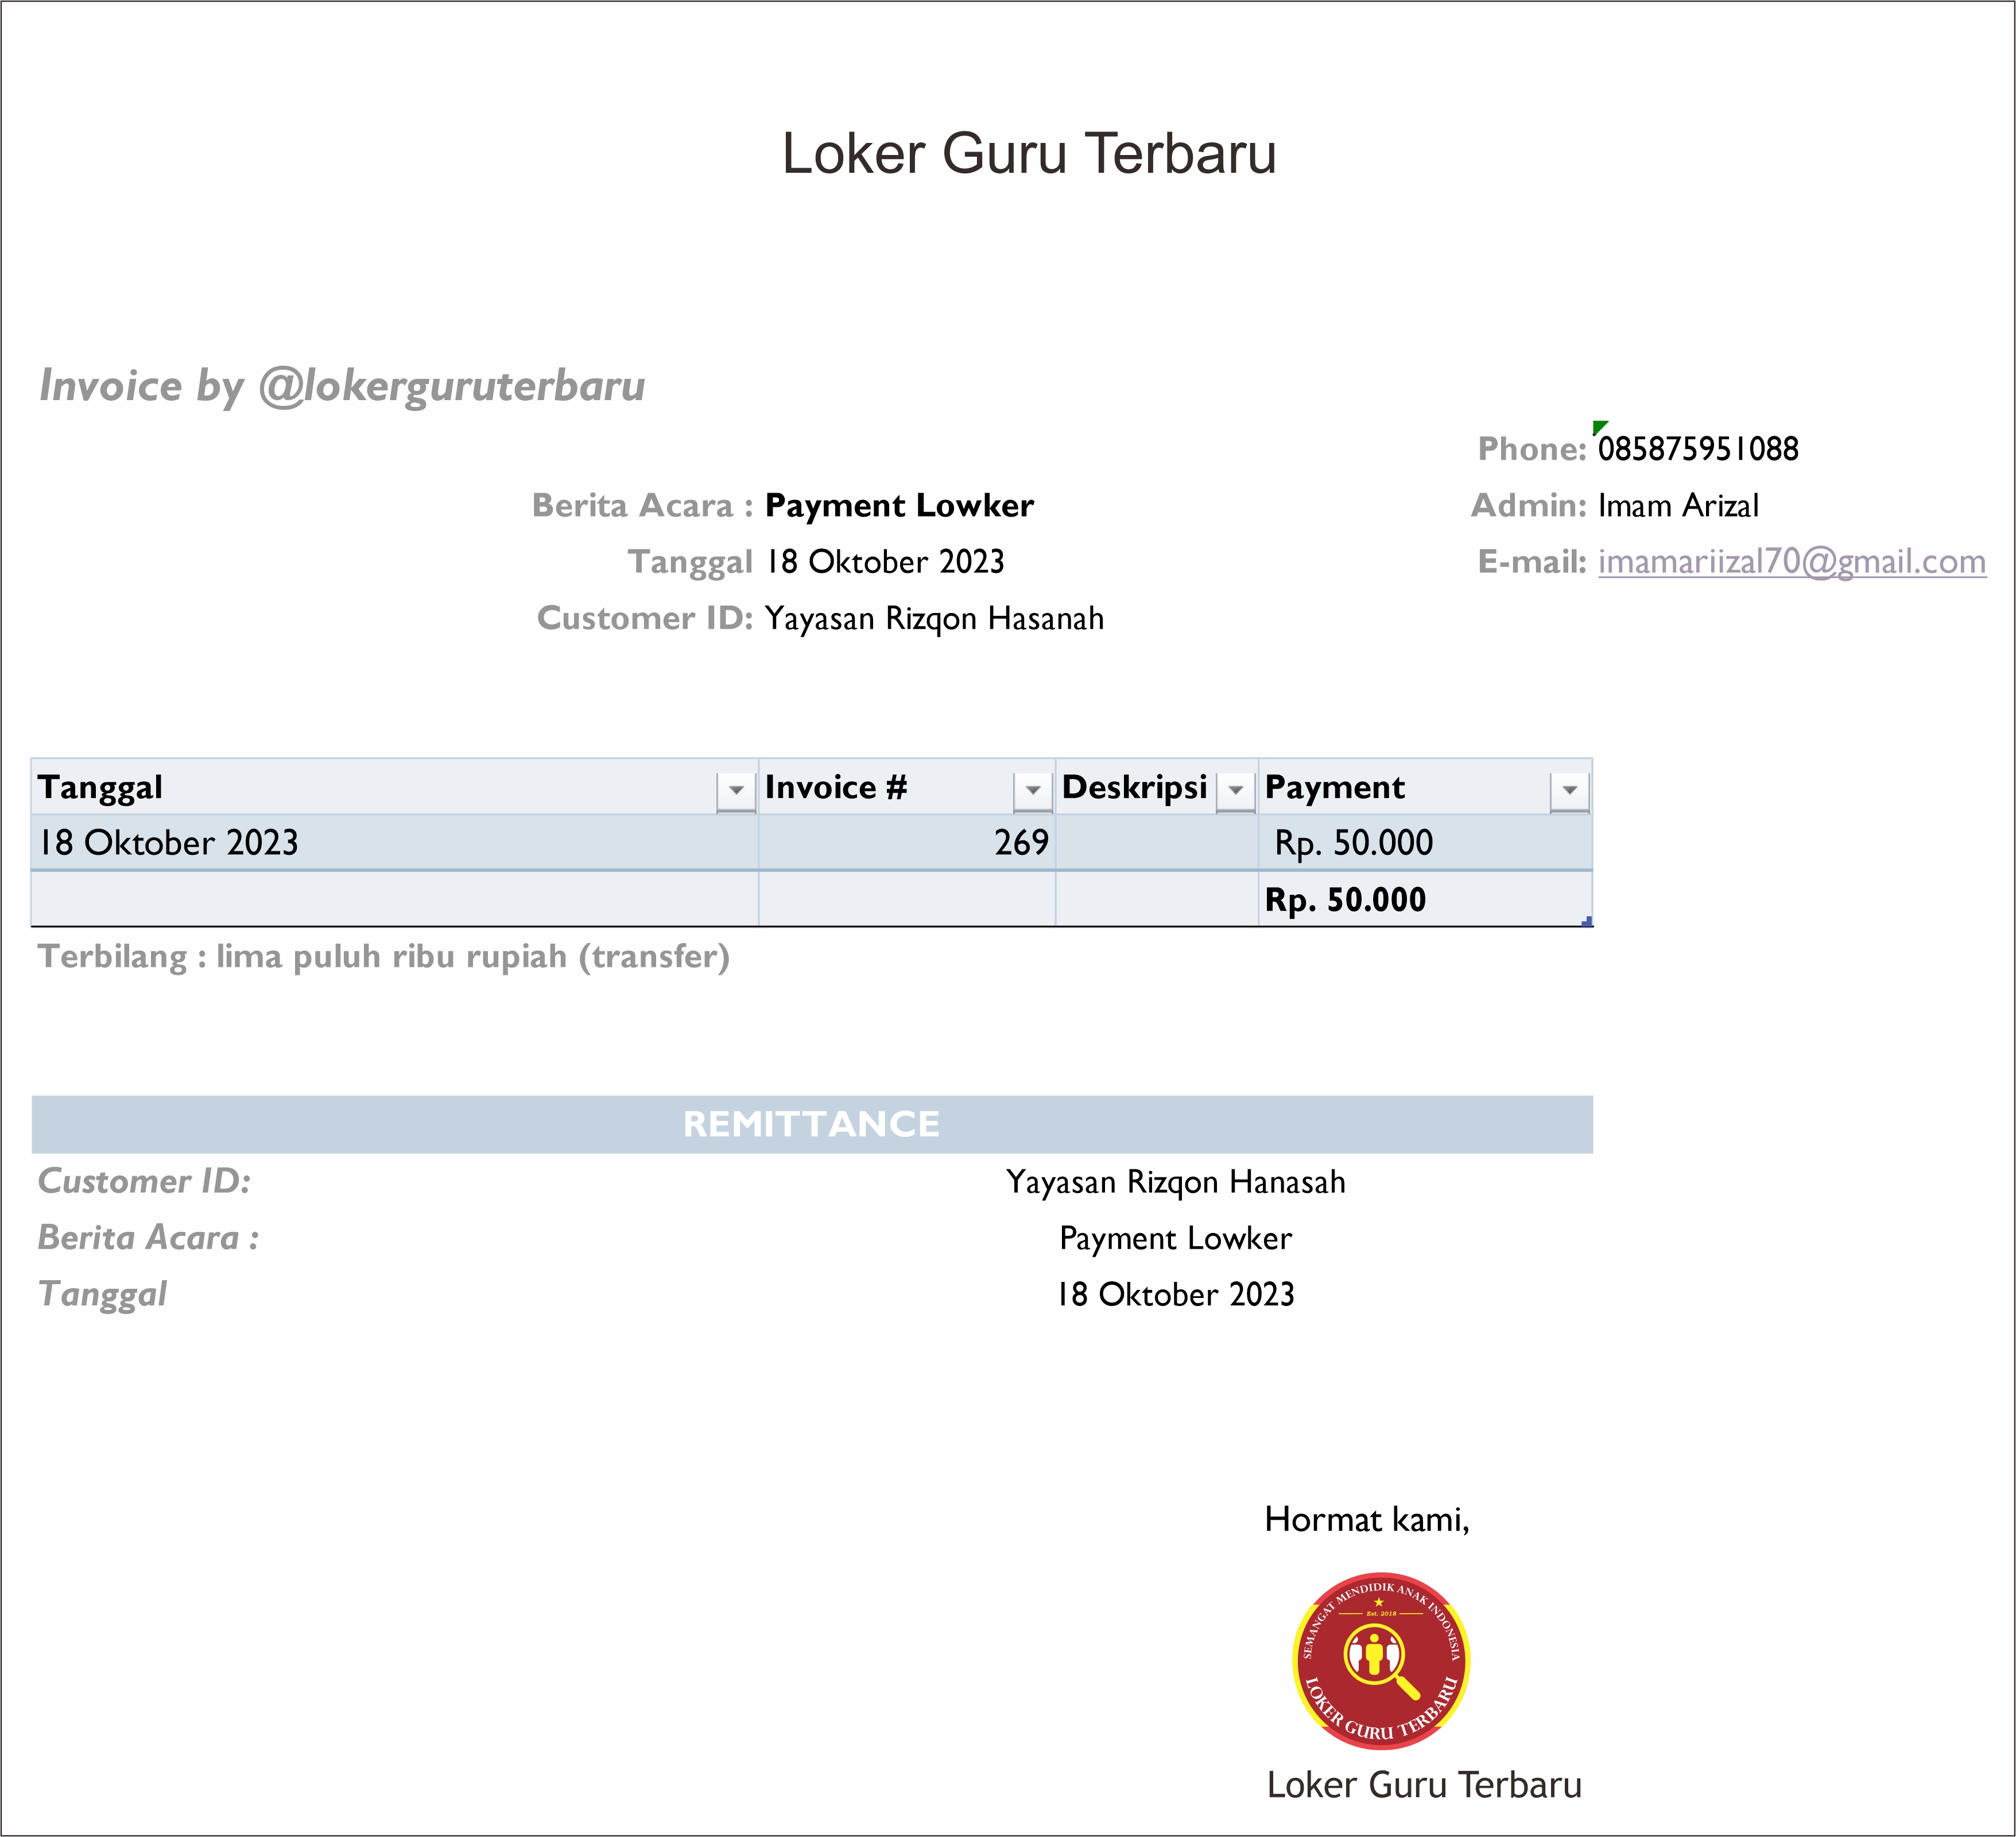 Loker Guru Terbaru
Invoice by @lokerguruterbaru
Phone: 085875951088
Berita Acara : Payment Lowker
Admin: Imam Arizal
Tanggal 18 Oktober 2023
E-mail: imamariizal70@gmail.com
Customer ID: Yayasan Rizqon Hasanah
Tanggal Invoice # Deskripsi Payment
18 Oktober 2023 269 Rp. 50.000
Rp. 50.000
Terbilang : lima puluh ribu rupiah (transfer)
REMITTANCE
Customer ID: Yayasan Rizqon Hanasah
Berita Acara : Payment Lowker
Tanggal 18 Oktober 2023
Hormat kami,
SEMANGAT MENDIDIK ANAK INDONESIA
Est. 2018
LOKER GURU TERBARU
Loker Guru Terbaru